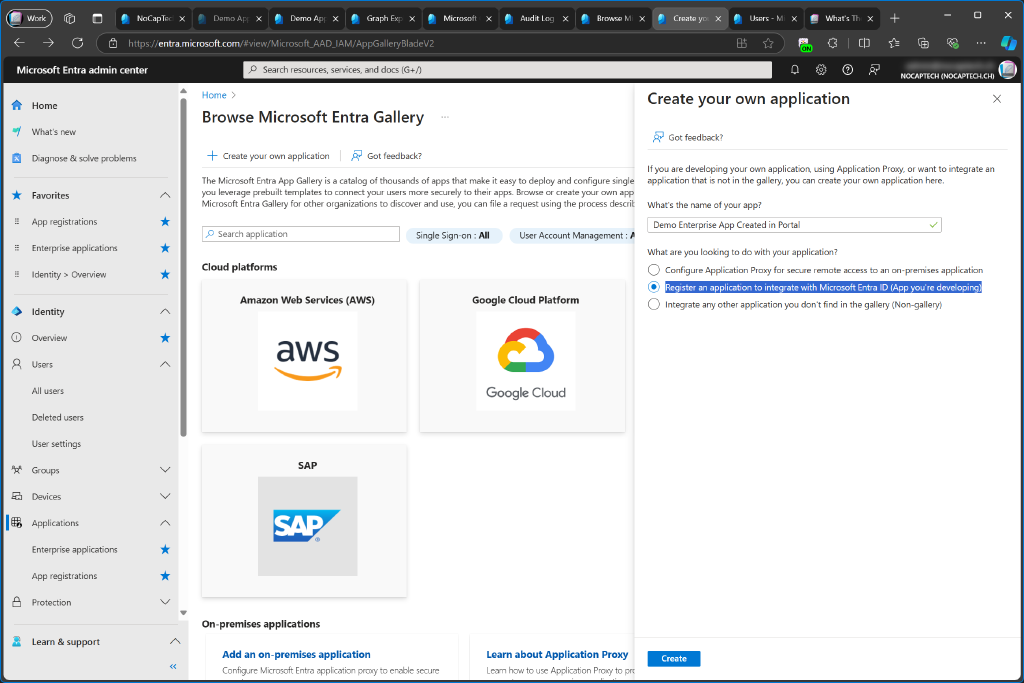 Work
NoCapTec
Demo Ap
Demo Ap
Graph Exp
Microsoft
Audit Log
Browse M
Create yo
Users - M
What's Th
https://entra.microsoft.com/#view/Microsoft_AAD_IAM/AppGalleryBladeV2
ON
Microsoft Entra admin center
Search resources, services, and docs (G+/)
NOCAPTECH (NOCAPTECH.CH)
Home
What's new
Diagnose & solve problems
Favorites
App registrations
Enterprise applications
Identity > Overview
Identity
Overview
Users
All users
Deleted users
User settings
Groups
Devices
Applications
Enterprise applications
App registrations
Protection
Learn & support
Home >
Browse Microsoft Entra Gallery ...
Create your own application
Got feedback?
The Microsoft Entra App Gallery is a catalog of thousands of apps that make it easy to deploy and configure single
you leverage prebuilt templates to connect your users more securely to their apps. Browse or create your own app
Microsoft Entra Gallery for other organizations to discover and use, you can file a request using the process describ
Search application
Single Sign-on : All
User Account Management : A
Cloud platforms
Amazon Web Services (AWS)
aws
Google Cloud Platform
Google Cloud
SAP
SAP
On-premises applications
Add an on-premises application
Configure Microsoft Entra application proxy to enable secure
Learn about Application Proxy
Learn how to use Application Proxy to pro
Create your own application
Got feedback?
If you are developing your own application, using Application Proxy, or want to integrate an
application that is not in the gallery, you can create your own application here.
What's the name of your app?
Demo Enterprise App Created in Portal
What are you looking to do with your application?
Configure Application Proxy for secure remote access to an on-premises application
Register an application to integrate with Microsoft Entra ID (App you're developing)
Integrate any other application you don't find in the gallery (Non-gallery)
Create